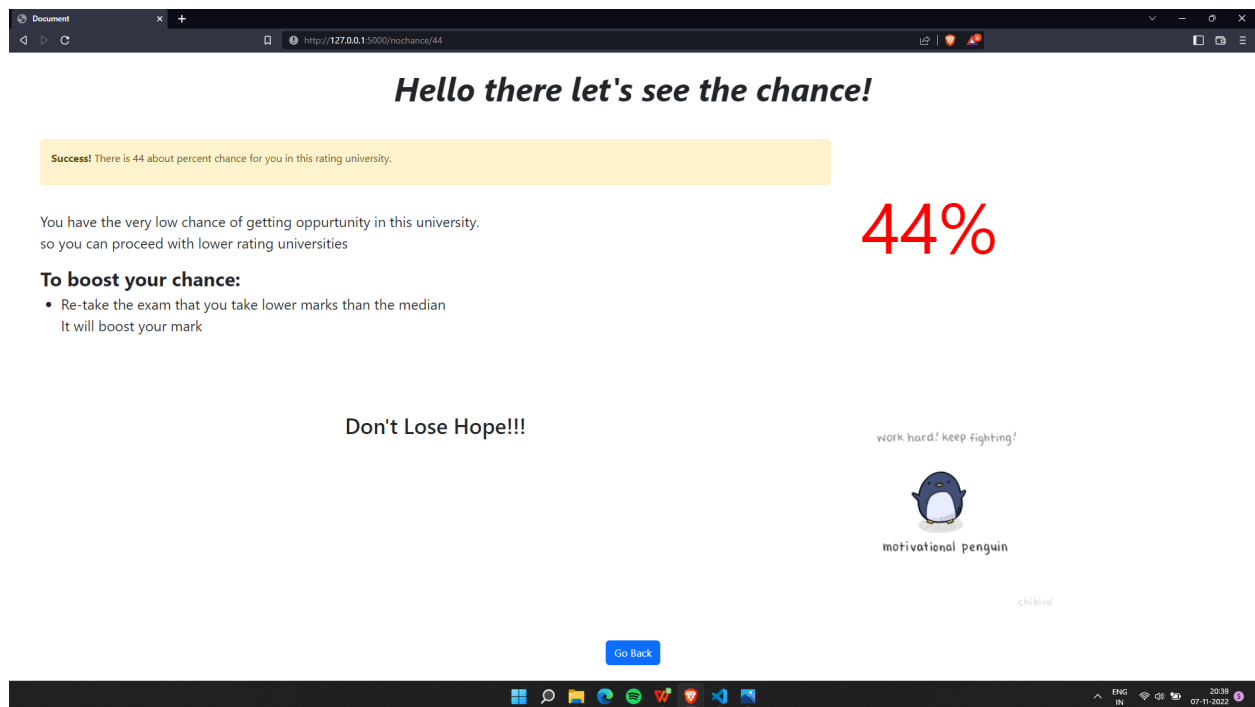 Document
http://127.0.0.1:5000/nochance/44
Hello there let's see the chance!
Success! There is 44 about percent chance for you in this rating university.
44%
You have the very low chance of getting oppurtunity in this university.
so you can proceed with lower rating universities
To boost your chance:
Re-take the exam that you take lower marks than the median
It will boost your mark
Don't Lose Hope!!!
work hard! keep fighting!
motivational penguin
chibird
Go Back
ENG
IN
20:39
07-11-2022
5